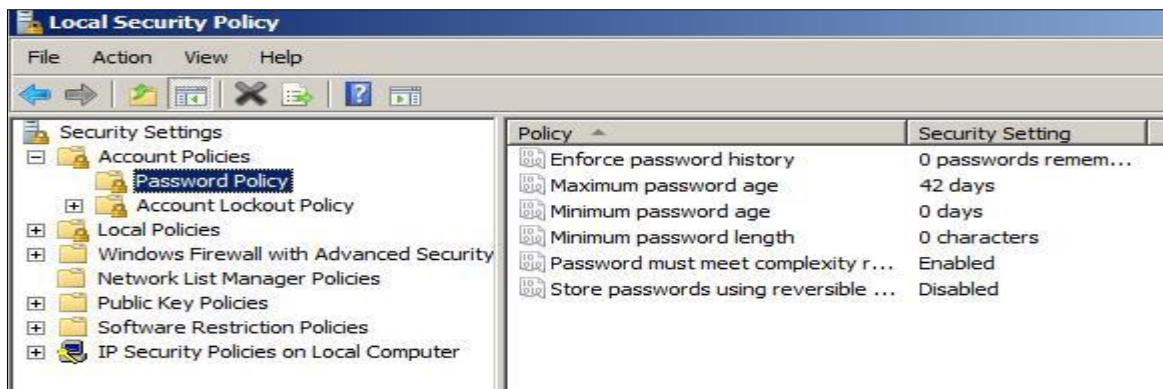 Local Security Policy
File Action View Help
Security Settings
Account Policies
Password Policy
Account Lockout Policy
Local Policies
Windows Firewall with Advanced Security
Network List Manager Policies
Public Key Policies
Software Restriction Policies
IP Security Policies on Local Computer
Policy Security Setting
Enforce password history 0 passwords remem...
Maximum password age 42 days
Minimum password age 0 days
Minimum password length 0 characters
Password must meet complexity r... Enabled
Store passwords using reversible ... Disabled